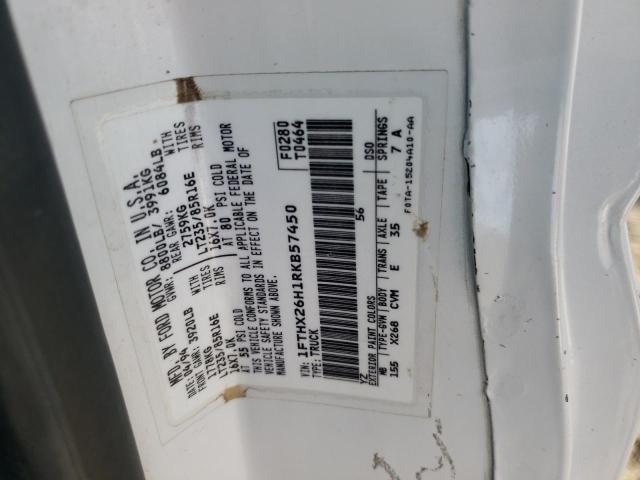 MFD. BY FORD MOTOR CO. IN U.S.A.
DATE: 04/94 GVWR: 8800LB/ 3991KG
FRONT GAWR: 3920LB REAR GAWR: 6084LB
1778KG WITH 2759KG WITH
LT235/85R16E TIRES LT235/85R16E TIRES
16X7.0K RIMS 16X7.0K RIMS
AT 55 PSI COLD AT 80 PSI COLD
THIS VEHICLE CONFORMS TO ALL APPLICABLE FEDERAL MOTOR
VEHICLE SAFETY STANDARDS IN EFFECT ON THE DATE OF
MANUFACTURE SHOWN ABOVE.
VIN: 1FTHX26H1RKB57450
TYPE: TRUCK
F0280
T0464
YZ 56
EXTERIOR PAINT COLORS DSO
WB TYPE-GVW BODY TRANS AXLE TAPE SPRINGS
155 X268 CVM E 35 7 A
F0TA-15204A10-AA